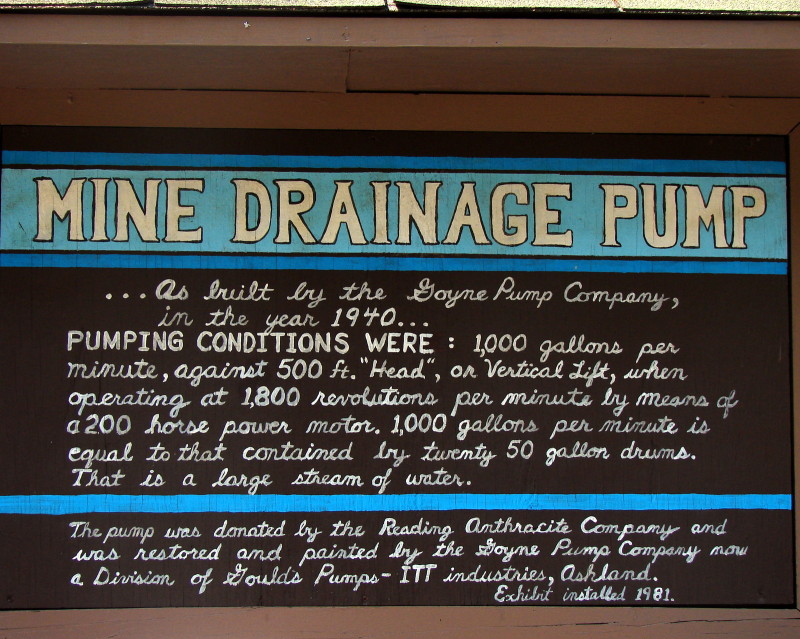 MINE DRAINAGE PUMP
...As built by the Goyne Pump Company,
in the year 1940...
PUMPING CONDITIONS WERE : 1,000 gallons per
minute, against 500 ft. "Head", or Vertical Lift, when
operating at 1,800 revolutions per minute by means of
a 200 horse power motor. 1,000 gallons per minute is
equal to that contained by twenty 50 gallon drums.
That is a large stream of water.
The pump was donated by the Reading Anthracite Company and
was restored and painted by the Goyne Pump Company now
a Division of Goulds Pumps - ITT industries, Ashland.
Exhibit installed 1981.